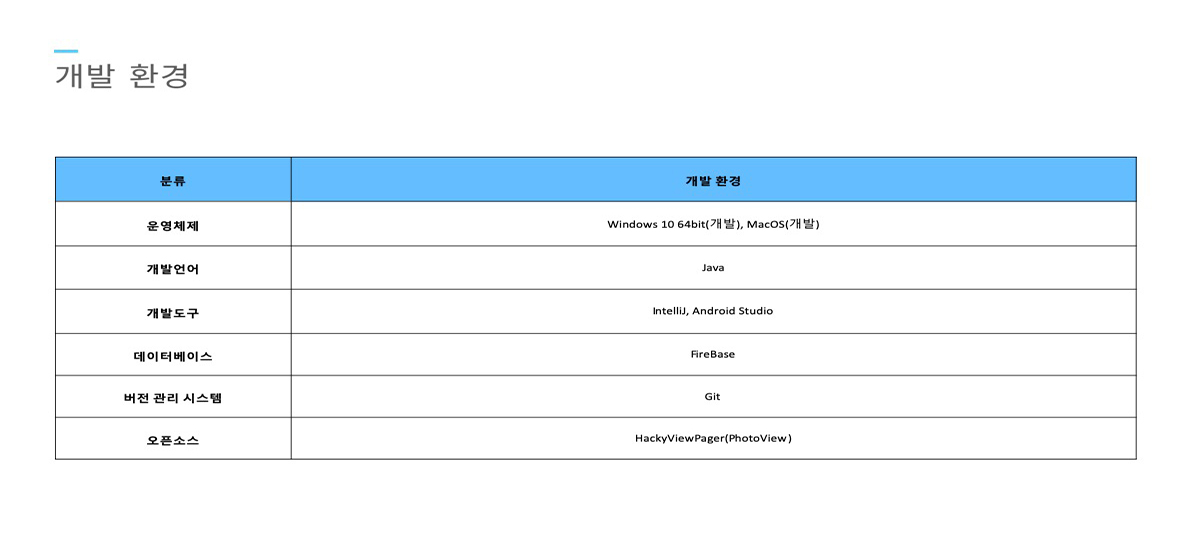 개발 환경
분류 개발 환경
운영체제 Windows 10 64bit(개발), MacOS(개발)
개발언어 Java
개발도구 IntelliJ, Android Studio
데이터베이스 FireBase
버전 관리 시스템 Git
오픈소스 HackyViewPager(PhotoView)